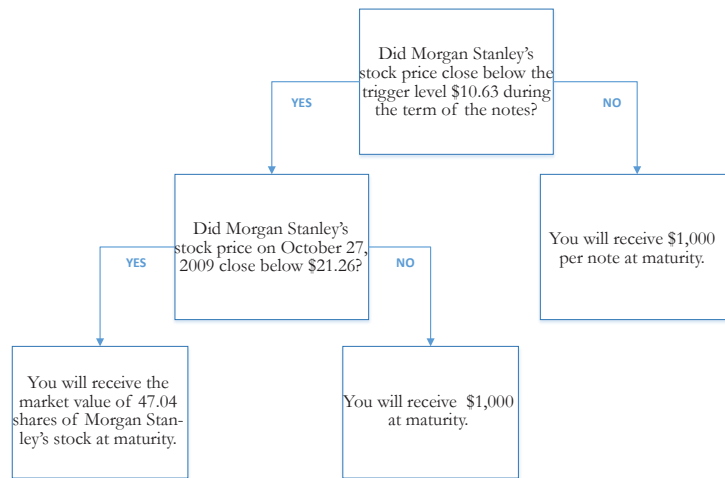 Did Morgan Stanley's
stock price close below the
trigger level $10.63 during
the term of the notes?
YES
NO
Did Morgan Stanley's
stock price on October 27,
2009 close below $21.26?
You will receive $1,000
per note at maturity.
YES
NO
You will receive the
market value of 47.04
shares of Morgan Stan-
ley's stock at maturity.
You will receive $1,000
at maturity.